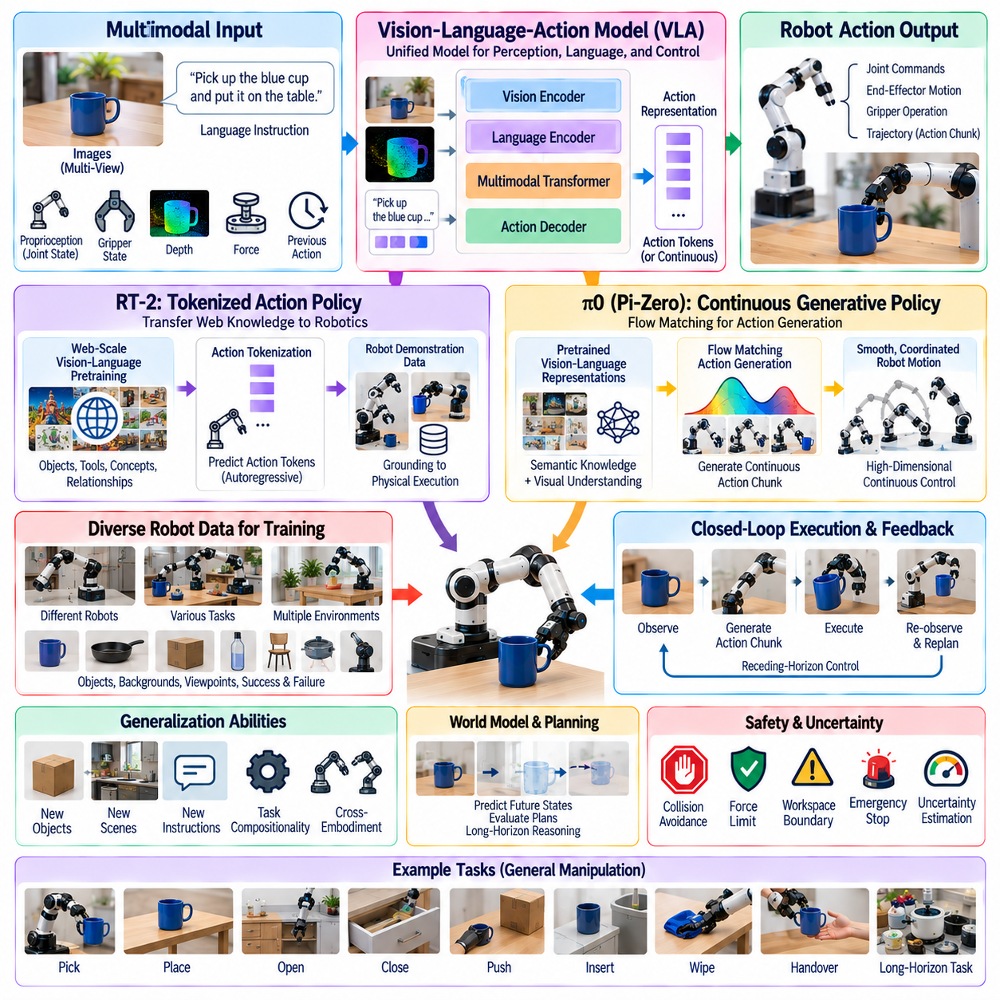 Multiimodal Input
"Pick up the blue cup
and put it on the table."
Language Instruction
Images
(Multi-View)
Proprioception
(Joint State)
Gripper
State
Depth
Force
Previous
Action
Vision-Language-Action Model (VLA)
Unified Model for Perception, Language, and Control
"Pick up
the blue cup ..."
Vision Encoder
Language Encoder
Multimodal Transformer
Action Decoder
Action
Representation
...
Action Tokens
(or Continuous)
Robot Action Output
Joint Commands
End-Effector Motion
Gripper Operation
Trajectory (Action Chunk)
RT-2: Tokenized Action Policy
Transfer Web Knowledge to Robotics
Web-Scale
Vision-Language
Pretraining
Objects, Tools, Concepts,
Relationships
Action Tokenization
...
Predict Action Tokens
(Autoregressive)
Robot Demonstration
Data
Grounding to
Physical Execution
π0 (Pi-Zero): Continuous Generative Policy
Flow Matching for Action Generation
Pretrained
Vision-Language
Representations
Semantic Knowledge
+ Visual Understanding
Flow Matching
Action Generation
Generate Continuous
Action Chunk
Smooth, Coordinated
Robot Motion
High-Dimensional
Continuous Control
Diverse Robot Data for Training
Different Robots
Various Tasks
Multiple Environments
Objects, Backgrounds, Viewpoints, Success & Failure
Closed-Loop Execution & Feedback
Observe
Generate
Action Chunk
Execute
Re-observe
& Replan
Receding-Horizon Control
Generalization Abilities
New
Objects
New
Scenes
New
Instructions
Task
Compositionality
Cross-
Embodiment
World Model & Planning
Predict Future States
Evaluate Plans
Long-Horizon Reasoning
Safety & Uncertainty
Collision
Avoidance
Force
Limit
Workspace
Boundary
Emergency
Stop
Uncertainty
Estimation
Example Tasks (General Manipulation)
Pick
Place
Open
Close
Push
Insert
Wipe
Handover
Long-Horizon Task